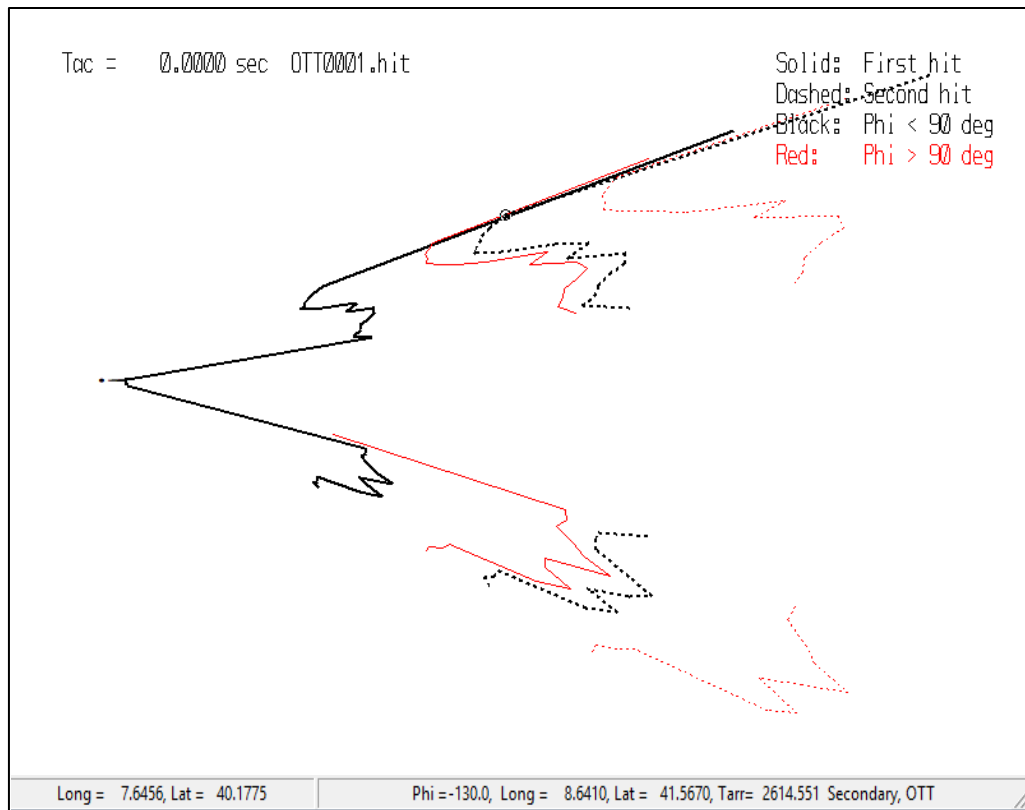 Tac = 0.0000 sec OTT0001.hit
Solid: First hit
Dashed: Second hit
Black: Phi < 90 deg
Red: Phi > 90 deg
Long = 7.6456, Lat = 40.1775
Phi =-130.0, Long = 8.6410, Lat = 41.5670, Tarr= 2614.551 Secondary, OTT